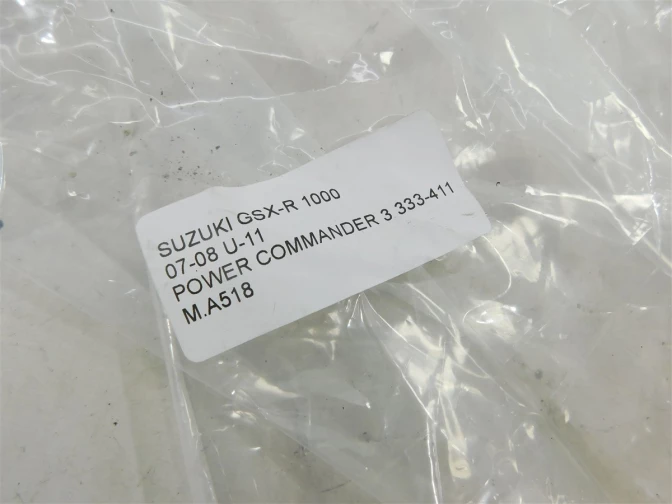 SUZUKI GSX-R 1000
07-08 U-11
POWER COMMANDER 3 333-411
M.A518